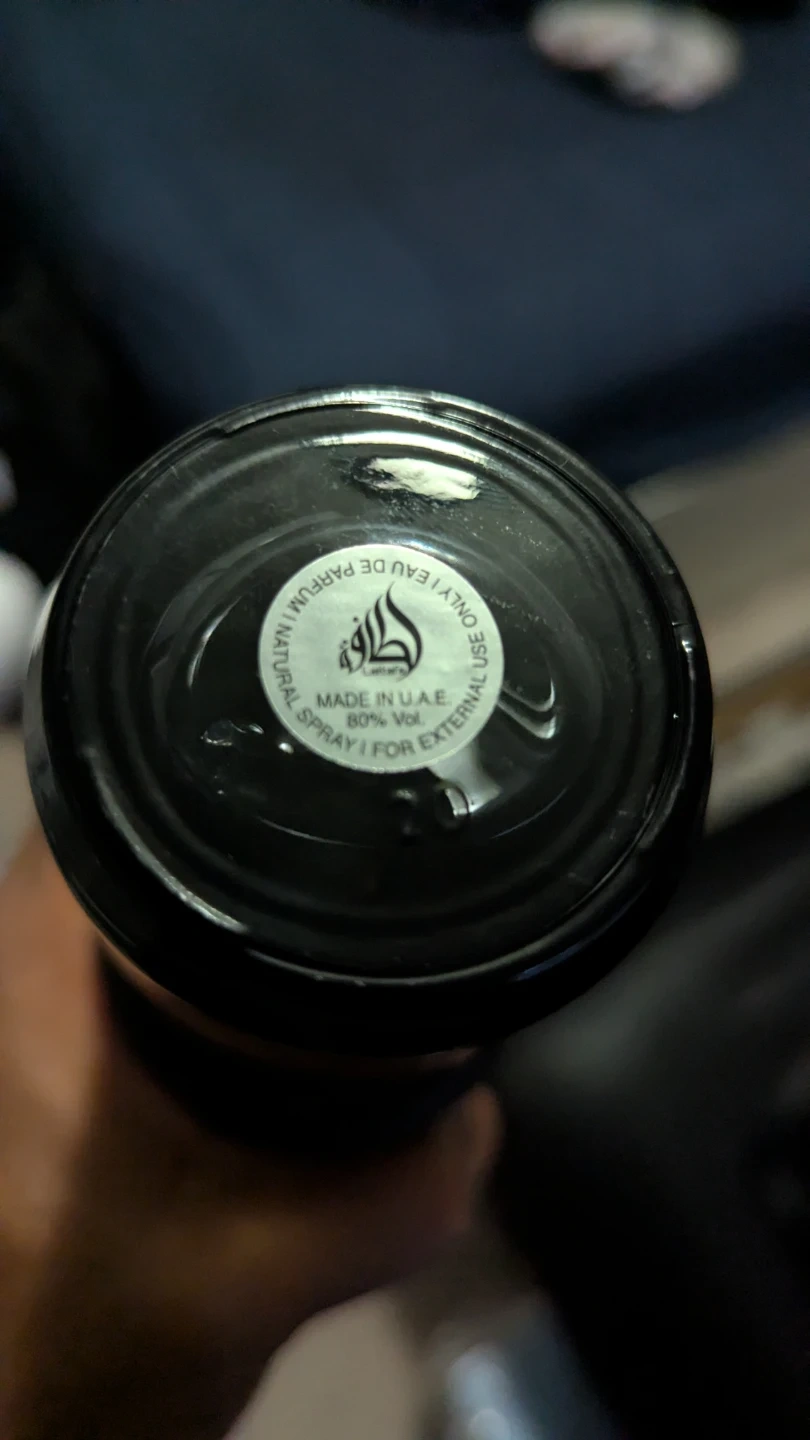 لطافة
Lattafa
MADE IN U.A.E.
80% Vol.
EAU DE PARFUM | NATURAL SPRAY | FOR EXTERNAL USE ONLY |